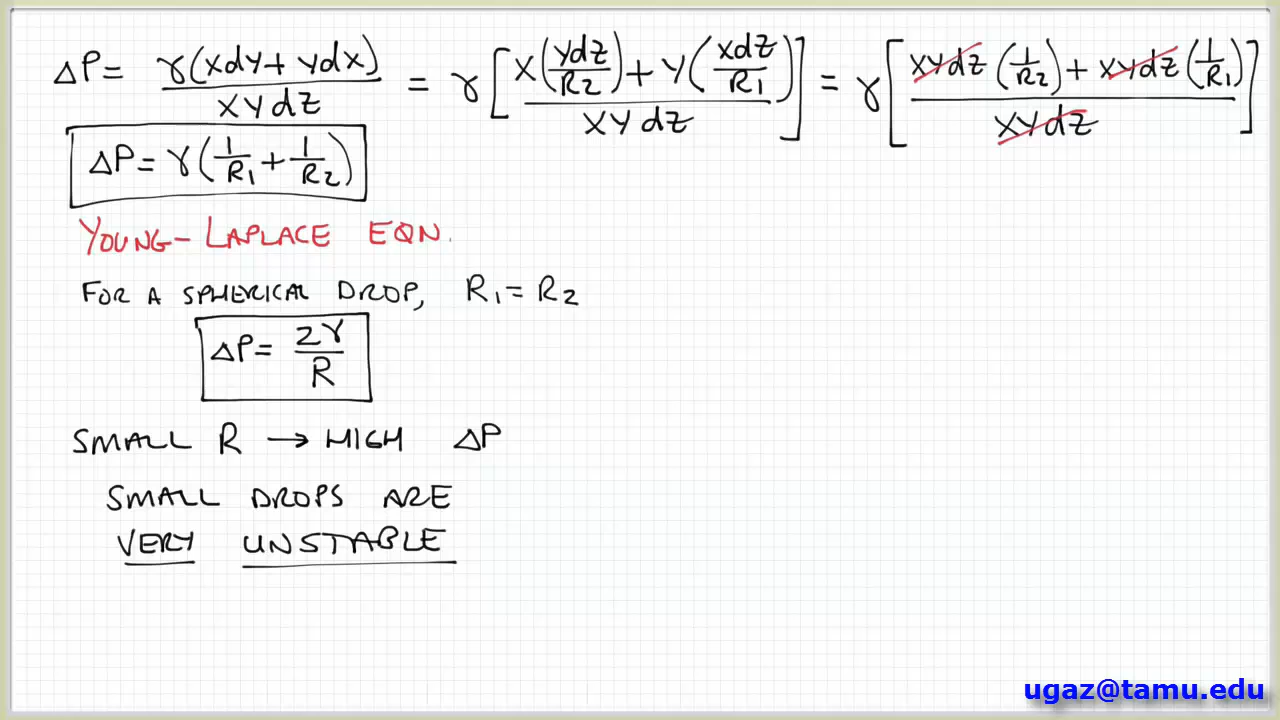 ΔP = γ(xdy + ydx) / xydz = γ[x(ydz/R2) + y(xdz/R1) / xydz] = γ[xydz(1/R2) + xydz(1/R1) / xydz]
ΔP = γ(1/R1 + 1/R2)
YOUNG-LAPLACE EQN.
FOR A SPHERICAL DROP, R1 = R2
ΔP = 2γ/R
SMALL R → HIGH ΔP
SMALL DROPS ARE
VERY UNSTABLE
ugaz@tamu.edu